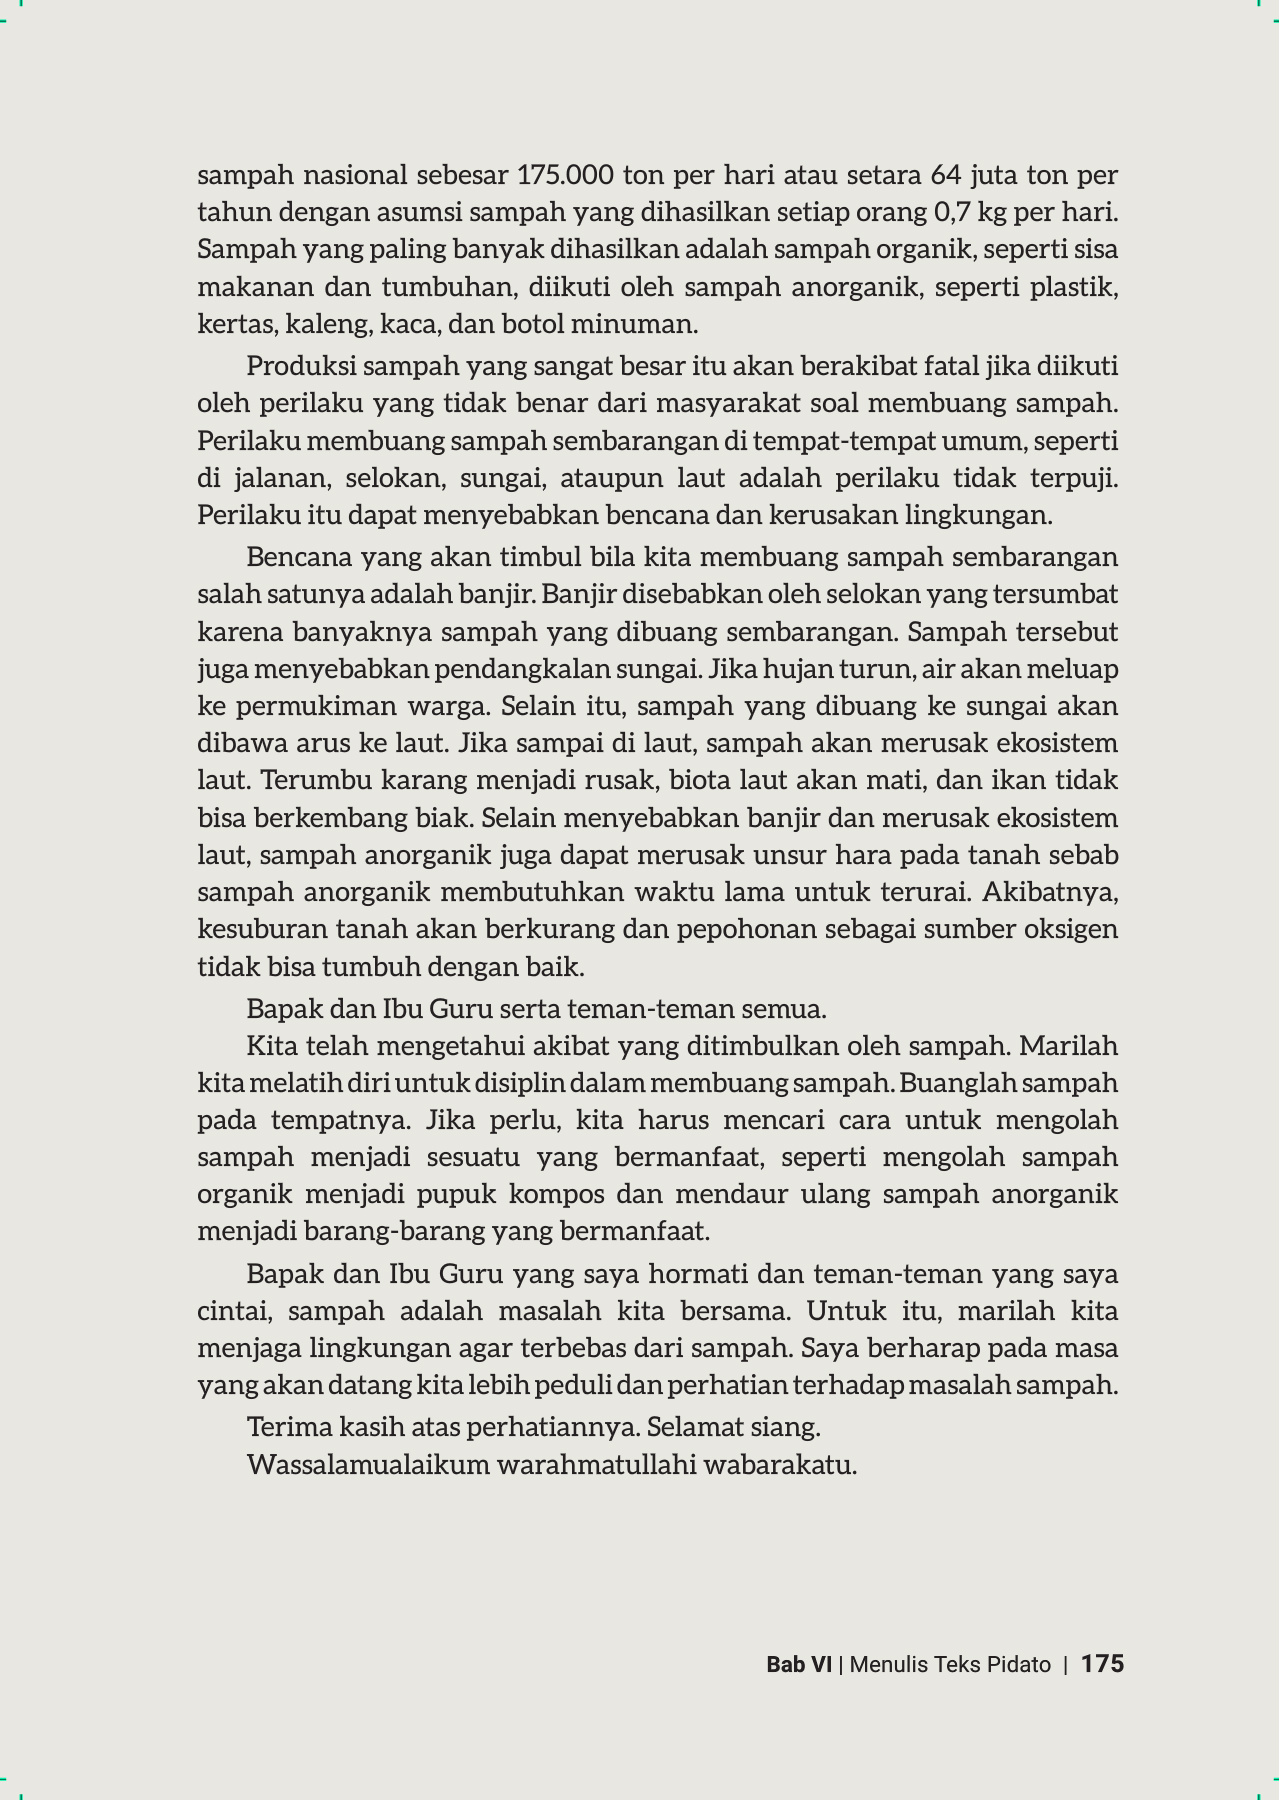 sampah nasional sebesar 175.000 ton per hari atau setara 64 juta ton per
tahun dengan asumsi sampah yang dihasilkan setiap orang 0,7 kg per hari.
Sampah yang paling banyak dihasilkan adalah sampah organik, seperti sisa
makanan dan tumbuhan, diikuti oleh sampah anorganik, seperti plastik,
kertas, kaleng, kaca, dan botol minuman.
Produksi sampah yang sangat besar itu akan berakibat fatal jika diikuti
oleh perilaku yang tidak benar dari masyarakat soal membuang sampah.
Perilaku membuang sampah sembarangan di tempat-tempat umum, seperti
di jalanan, selokan, sungai, ataupun laut adalah perilaku tidak terpuji.
Perilaku itu dapat menyebabkan bencana dan kerusakan lingkungan.
Bencana yang akan timbul bila kita membuang sampah sembarangan
salah satunya adalah banjir. Banjir disebabkan oleh selokan yang tersumbat
karena banyaknya sampah yang dibuang sembarangan. Sampah tersebut
juga menyebabkan pendangkalan sungai. Jika hujan turun, air akan meluap
ke permukiman warga. Selain itu, sampah yang dibuang ke sungai akan
dibawa arus ke laut. Jika sampai di laut, sampah akan merusak ekosistem
laut. Terumbu karang menjadi rusak, biota laut akan mati, dan ikan tidak
bisa berkembang biak. Selain menyebabkan banjir dan merusak ekosistem
laut, sampah anorganik juga dapat merusak unsur hara pada tanah sebab
sampah anorganik membutuhkan waktu lama untuk terurai. Akibatnya,
kesuburan tanah akan berkurang dan pepohonan sebagai sumber oksigen
tidak bisa tumbuh dengan baik.
Bapak dan Ibu Guru serta teman-teman semua.
Kita telah mengetahui akibat yang ditimbulkan oleh sampah. Marilah
kita melatih diri untuk disiplin dalam membuang sampah. Buanglah sampah
pada tempatnya. Jika perlu, kita harus mencari cara untuk mengolah
sampah menjadi sesuatu yang bermanfaat, seperti mengolah sampah
organik menjadi pupuk kompos dan mendaur ulang sampah anorganik
menjadi barang-barang yang bermanfaat.
Bapak dan Ibu Guru yang saya hormati dan teman-teman yang saya
cintai, sampah adalah masalah kita bersama. Untuk itu, marilah kita
menjaga lingkungan agar terbebas dari sampah. Saya berharap pada masa
yang akan datang kita lebih peduli dan perhatian terhadap masalah sampah.
Terima kasih atas perhatiannya. Selamat siang.
Wassalamualaikum warahmatullahi wabarakatu.
Bab VI | Menulis Teks Pidato | 175